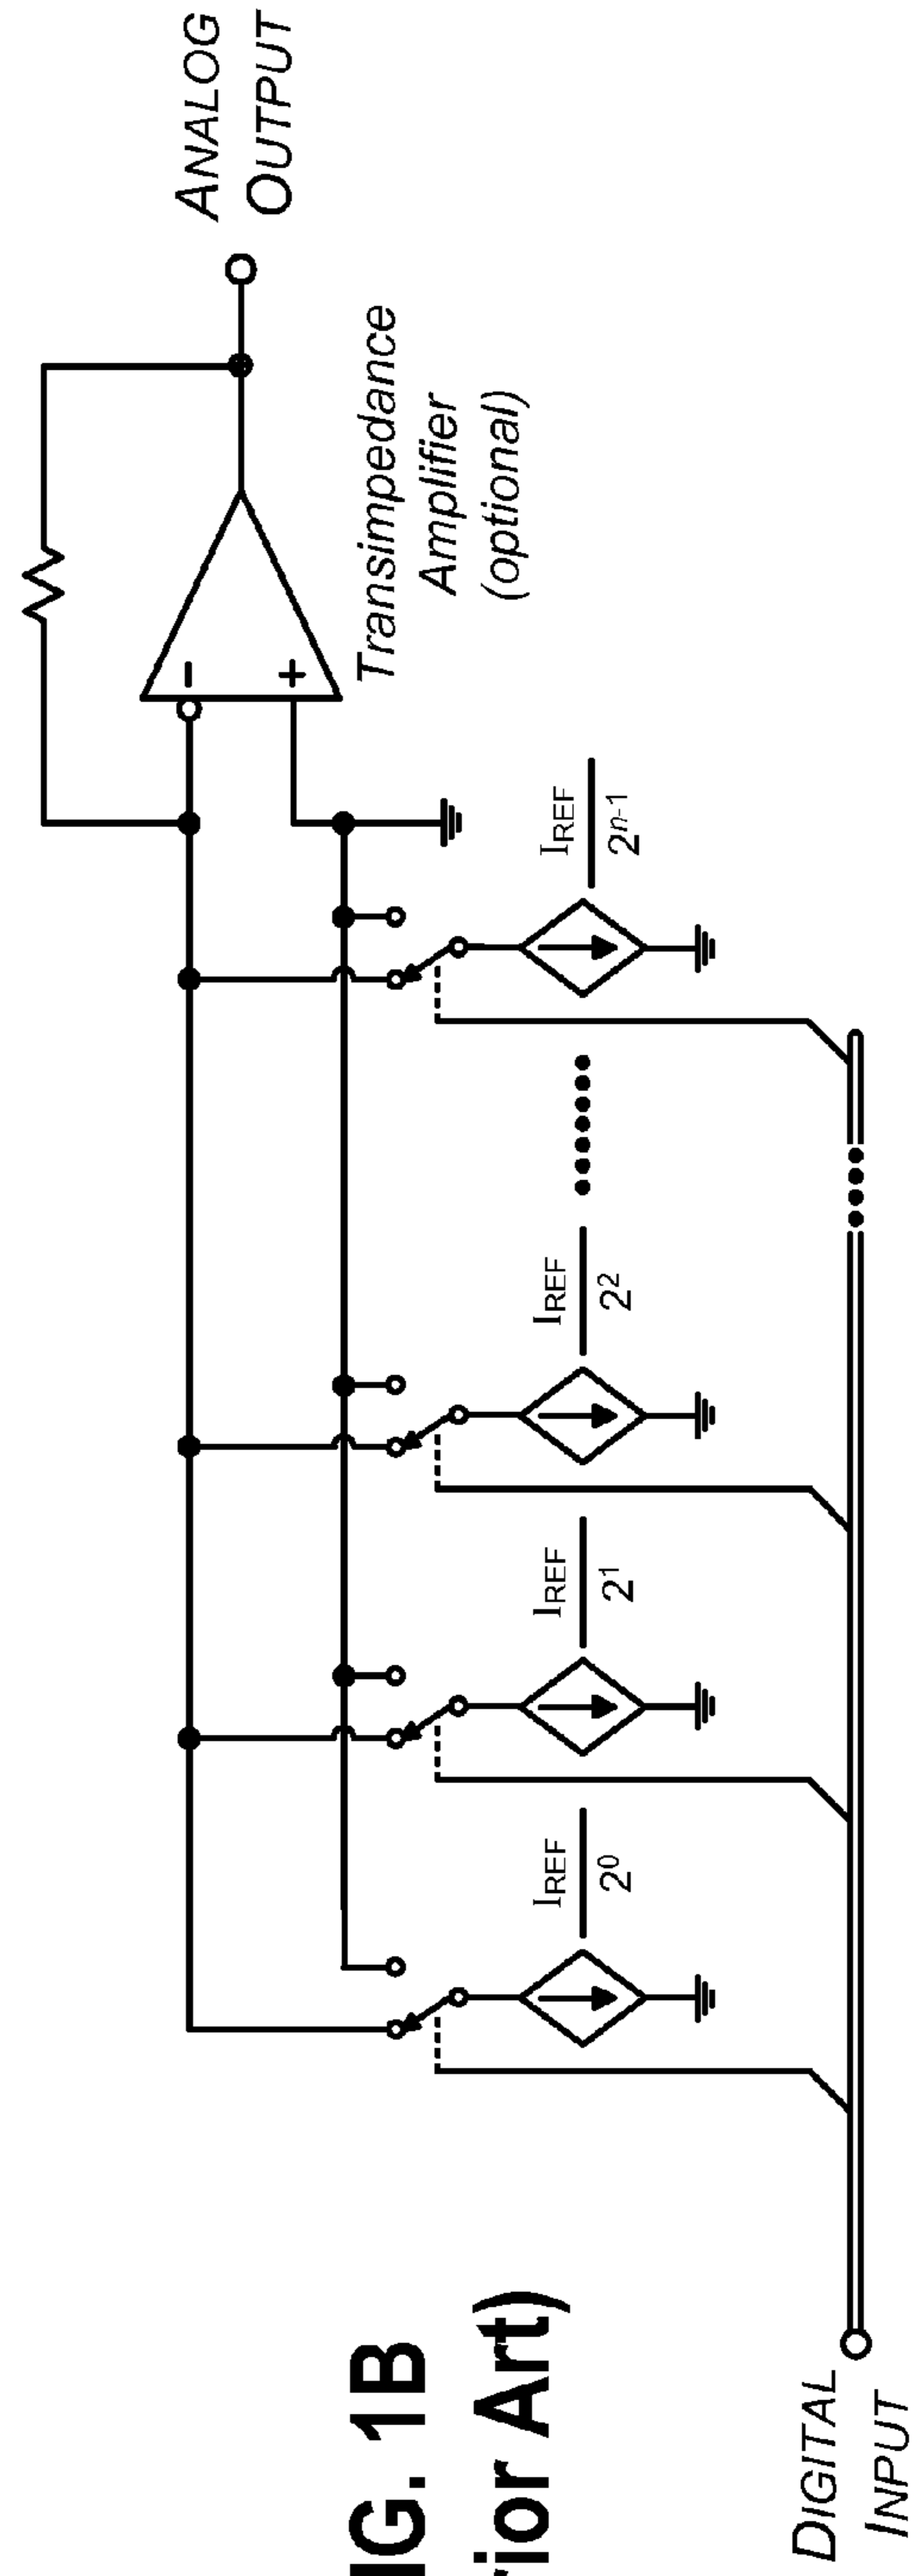 IG. 1B
rior Art)
DIGITAL
INPUT
IREF
2⁰
IREF
2¹
IREF
2²
IREF
2ⁿ⁻¹
−
+
Transimpedance
Amplifier
(optional)
ANALOG
OUTPUT